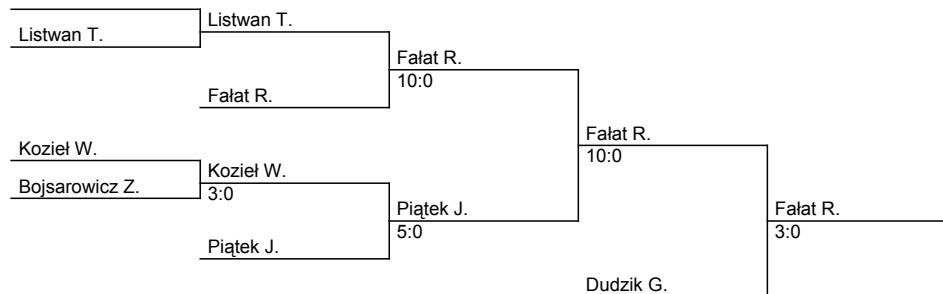 Listwan T.
Listwan T.
Fałat R.
10:0
Fałat R.
Fałat R.
10:0
Kozieł W.
Kozieł W.
Bojsarowicz Z.
3:0
Piątek J.
5:0
Fałat R.
3:0
Piątek J.
Dudzik G.